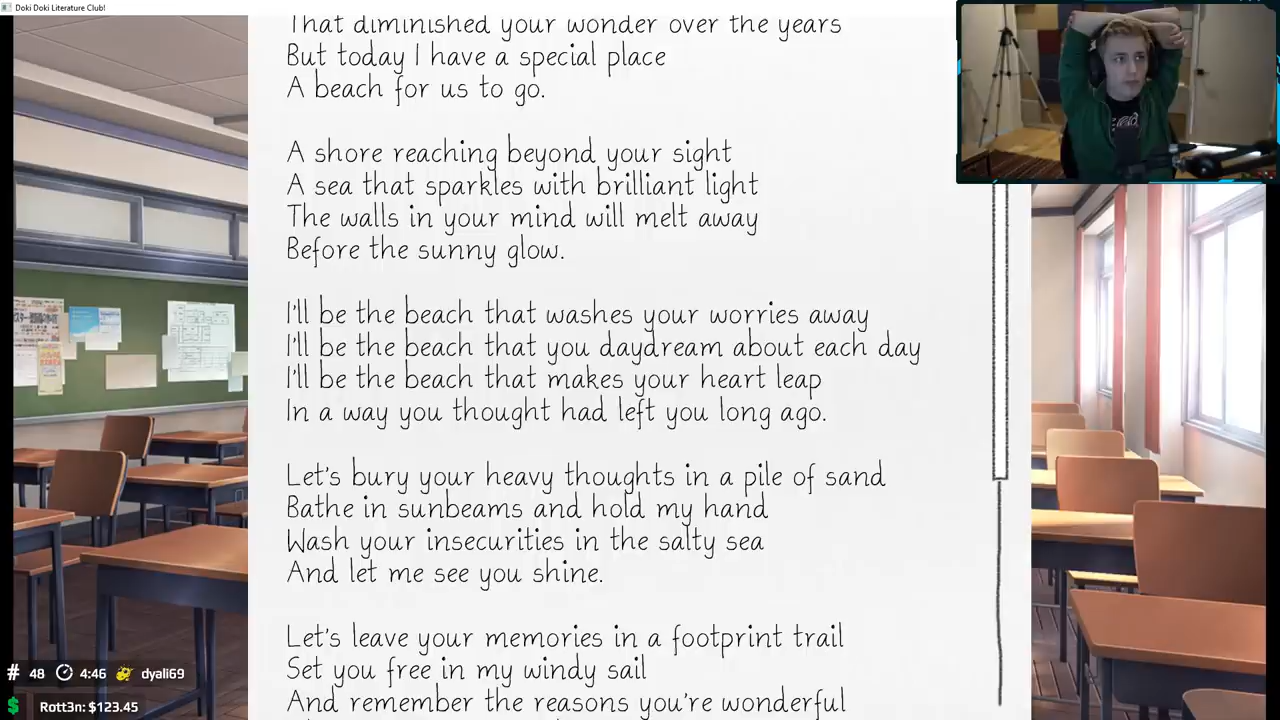 Doki Doki Literature Club!
That diminished your wonder over the years
But today I have a special place
A beach for us to go.
A shore reaching beyond your sight
A sea that sparkles with brilliant light
The walls in your mind will melt away
Before the sunny glow.
I'll be the beach that washes your worries away
I'll be the beach that you daydream about each day
I'll be the beach that makes your heart leap
In a way you thought had left you long ago.
Let's bury your heavy thoughts in a pile of sand
Bathe in sunbeams and hold my hand
Wash your insecurities in the salty sea
And let me see you shine.
Let's leave your memories in a footprint trail
Set you free in my windy sail
And remember the reasons you're wonderful
# 48 4:46 dyali69
$ Rott3n: $123.45